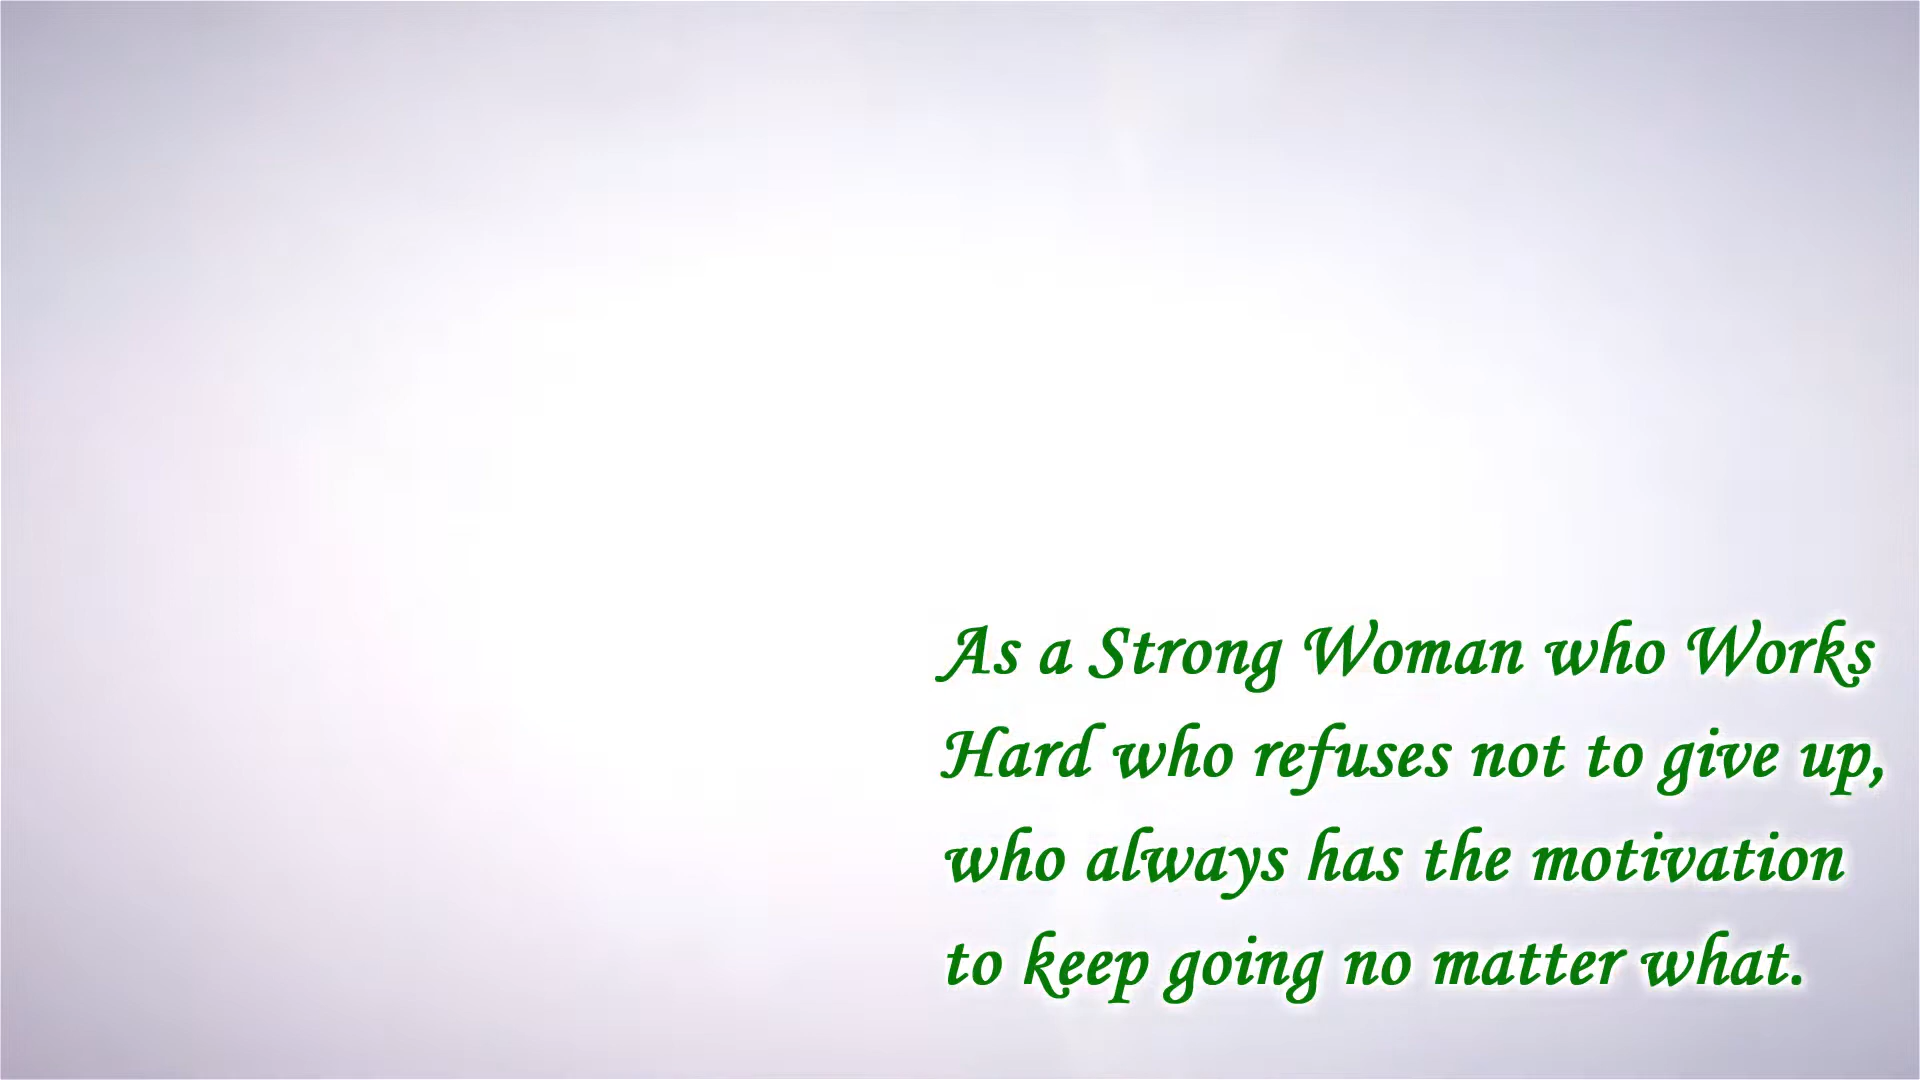 As a Strong Woman who Works
Hard who refuses not to give up,
who always has the motivation
to keep going no matter what.